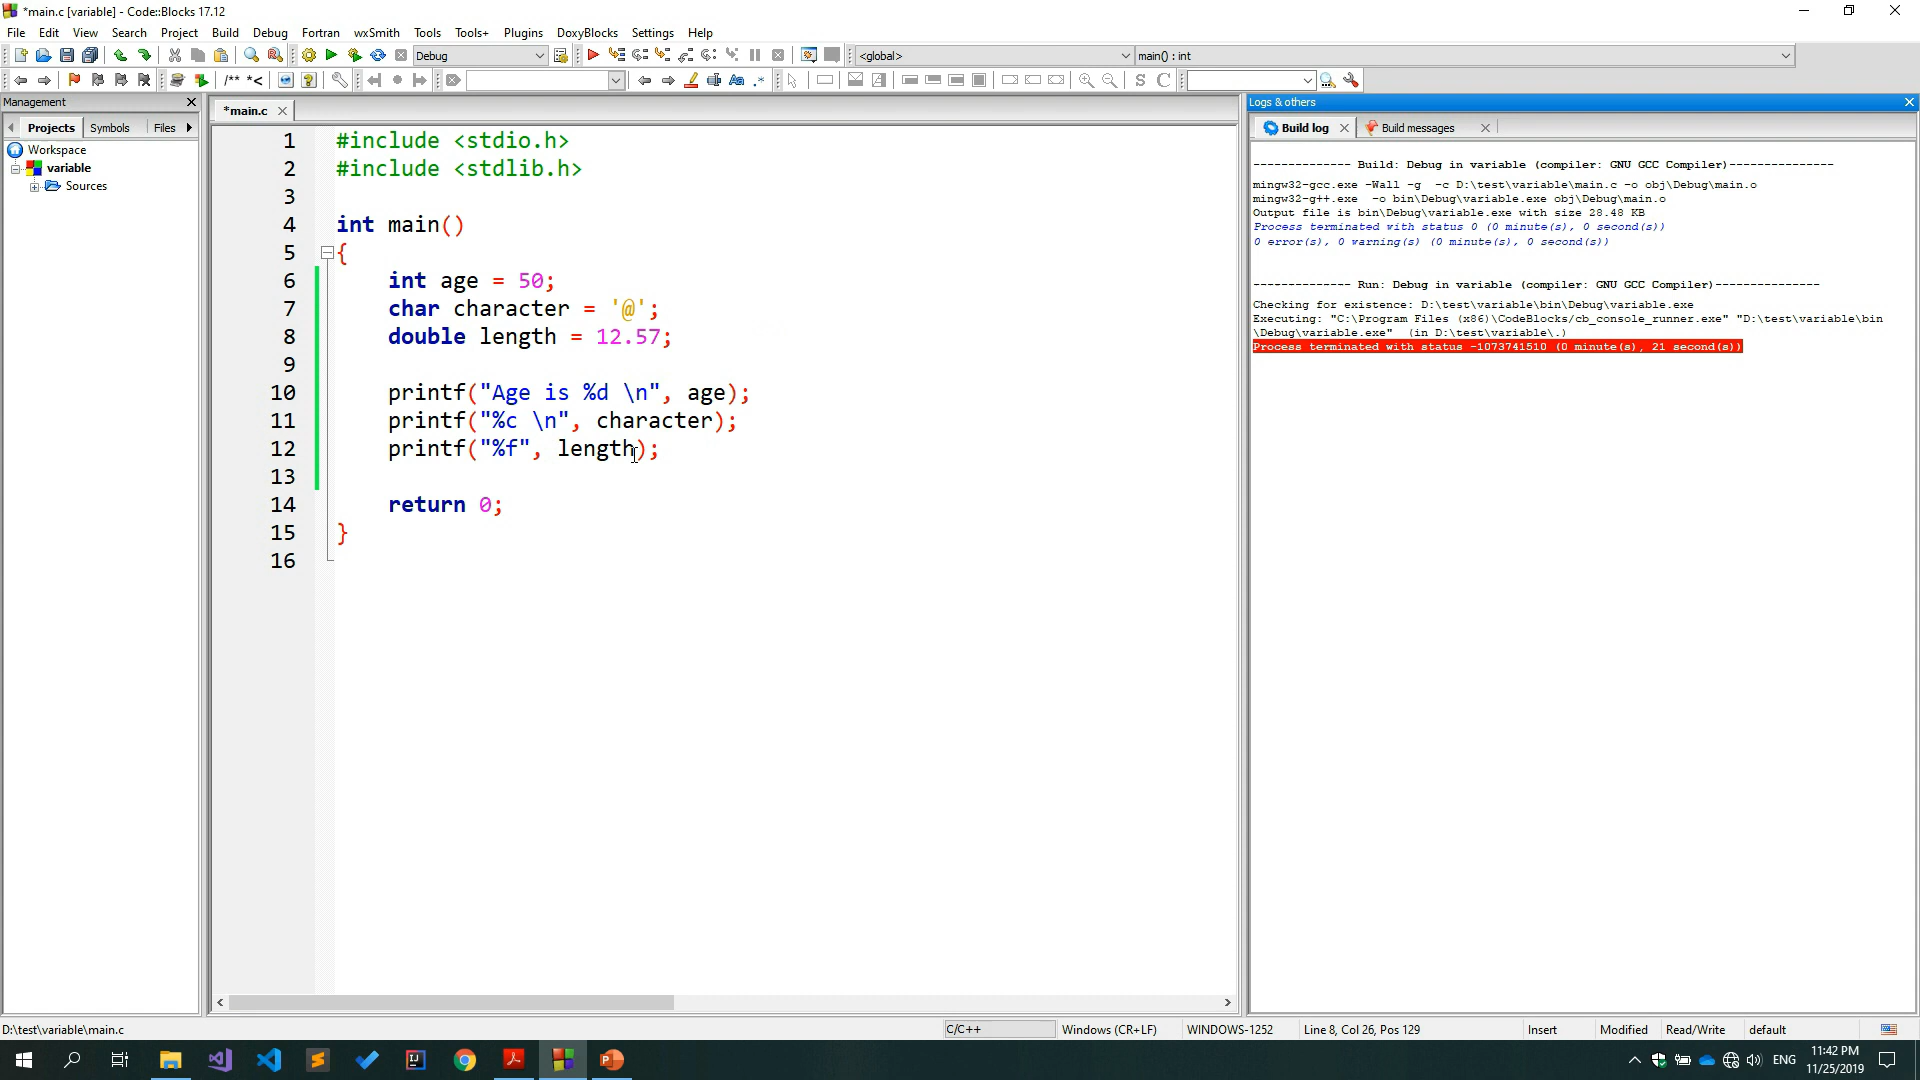 *main.c [variable] - Code::Blocks 17.12
File Edit View Search Project Build Debug Fortran wxSmith Tools Tools+ Plugins DoxyBlocks Settings Help
Debug <global> main() : int
/** *<
Aa .*
S C
Management
Projects Symbols Files
Workspace
variable
Sources
*main.c
1 #include <stdio.h>
2 #include <stdlib.h>
3
4 int main()
5 {
6 int age = 50;
7 char character = '@';
8 double length = 12.57;
9
10 printf("Age is %d \n", age);
11 printf("%c \n", character);
12 printf("%f", length);
13
14 return 0;
15 }
16
Logs & others
Build log Build messages
-------------- Build: Debug in variable (compiler: GNU GCC Compiler)---------------
mingw32-gcc.exe -Wall -g -c D:\test\variable\main.c -o obj\Debug\main.o
mingw32-g++.exe -o bin\Debug\variable.exe obj\Debug\main.o
Output file is bin\Debug\variable.exe with size 28.48 KB
Process terminated with status 0 (0 minute(s), 0 second(s))
0 error(s), 0 warning(s) (0 minute(s), 0 second(s))
-------------- Run: Debug in variable (compiler: GNU GCC Compiler)---------------
Checking for existence: D:\test\variable\bin\Debug\variable.exe
Executing: "C:\Program Files (x86)\CodeBlocks/cb_console_runner.exe" "D:\test\variable\bin
\Debug\variable.exe" (in D:\test\variable\.)
Process terminated with status -1073741510 (0 minute(s), 21 second(s))
D:\test\variable\main.c C/C++ Windows (CR+LF) WINDOWS-1252 Line 8, Col 26, Pos 129 Insert Modified Read/Write default
ENG
11:42 PM
11/25/2019